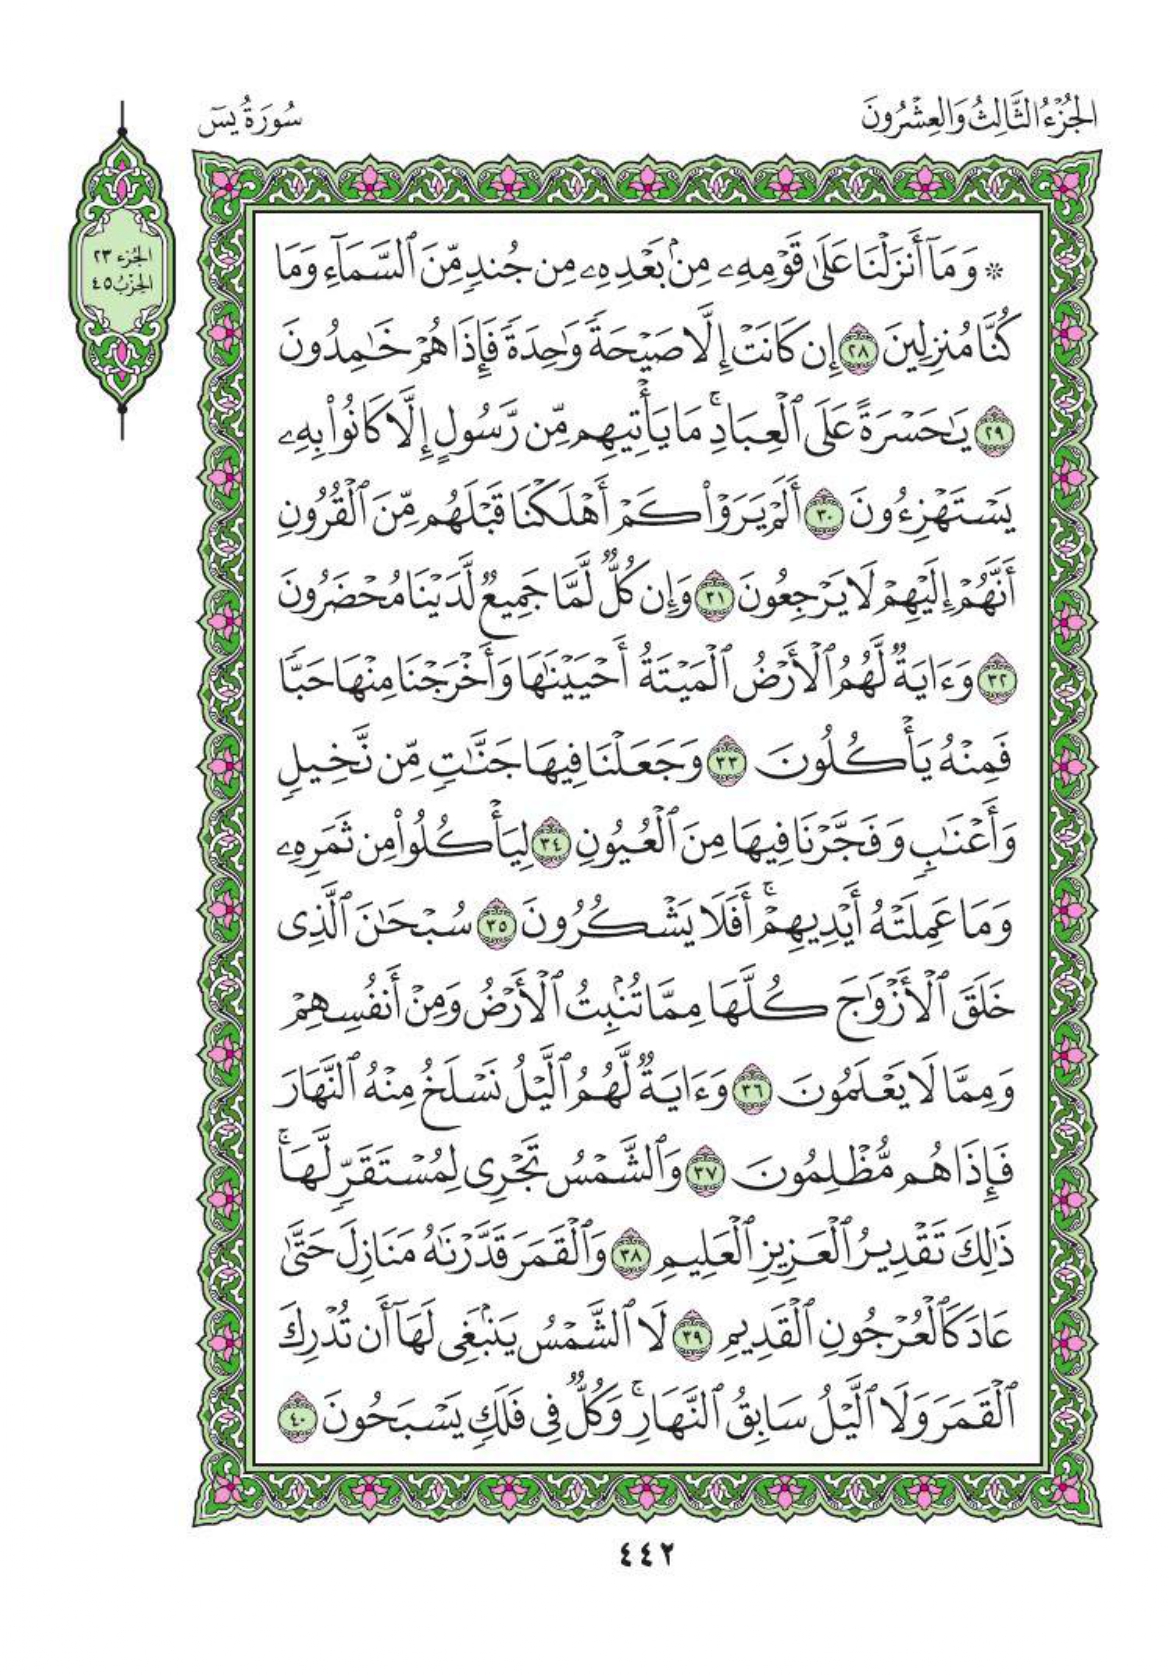 الجُزْءُ الثَّالِثُ وَالعِشْرُونَ
سُورَةُ يسٓ
الجُزء ٢٣
الحِزْبُ ٤٥
۞ وَمَآ أَنزَلْنَا عَلَىٰ قَوْمِهِۦ مِنۢ بَعْدِهِۦ مِن جُندٍ مِّنَ ٱلسَّمَآءِ وَمَا
كُنَّا مُنزِلِينَ ٢٨ إِن كَانَتْ إِلَّا صَيْحَةً وَٰحِدَةً فَإِذَا هُمْ خَٰمِدُونَ
٢٩ يَٰحَسْرَةً عَلَى ٱلْعِبَادِۚ مَا يَأْتِيهِم مِّن رَّسُولٍ إِلَّا كَانُوا۟ بِهِۦ
يَسْتَهْزِءُونَ ٣٠ أَلَمْ يَرَوْا۟ كَمْ أَهْلَكْنَا قَبْلَهُم مِّنَ ٱلْقُرُونِ
أَنَّهُمْ إِلَيْهِمْ لَا يَرْجِعُونَ ٣١ وَإِن كُلٌّ لَّمَّا جَمِيعٌ لَّدَيْنَا مُحْضَرُونَ
٣٢ وَءَايَةٌ لَّهُمُ ٱلْأَرْضُ ٱلْمَيْتَةُ أَحْيَيْنَٰهَا وَأَخْرَجْنَا مِنْهَا حَبًّا
فَمِنْهُ يَأْكُلُونَ ٣٣ وَجَعَلْنَا فِيهَا جَنَّٰتٍ مِّن نَّخِيلٍ
وَأَعْنَٰبٍ وَفَجَّرْنَا فِيهَا مِنَ ٱلْعُيُونِ ٣٤ لِيَأْكُلُوا۟ مِن ثَمَرِهِۦ
وَمَا عَمِلَتْهُ أَيْدِيهِمْۚ أَفَلَا يَشْكُرُونَ ٣٥ سُبْحَٰنَ ٱلَّذِى
خَلَقَ ٱلْأَزْوَٰجَ كُلَّهَا مِمَّا تُنۢبِتُ ٱلْأَرْضُ وَمِنْ أَنفُسِهِمْ
وَمِمَّا لَا يَعْلَمُونَ ٣٦ وَءَايَةٌ لَّهُمُ ٱلَّيْلُ نَسْلَخُ مِنْهُ ٱلنَّهَارَ
فَإِذَا هُم مُّظْلِمُونَ ٣٧ وَٱلشَّمْسُ تَجْرِى لِمُسْتَقَرٍّ لَّهَاۚ
ذَٰلِكَ تَقْدِيرُ ٱلْعَزِيزِ ٱلْعَلِيمِ ٣٨ وَٱلْقَمَرَ قَدَّرْنَٰهُ مَنَازِلَ حَتَّىٰ
عَادَ كَٱلْعُرْجُونِ ٱلْقَدِيمِ ٣٩ لَا ٱلشَّمْسُ يَنۢبَغِى لَهَآ أَن تُدْرِكَ
ٱلْقَمَرَ وَلَا ٱلَّيْلُ سَابِقُ ٱلنَّهَارِۚ وَكُلٌّ فِى فَلَكٍ يَسْبَحُونَ ٤٠
٤٤٢